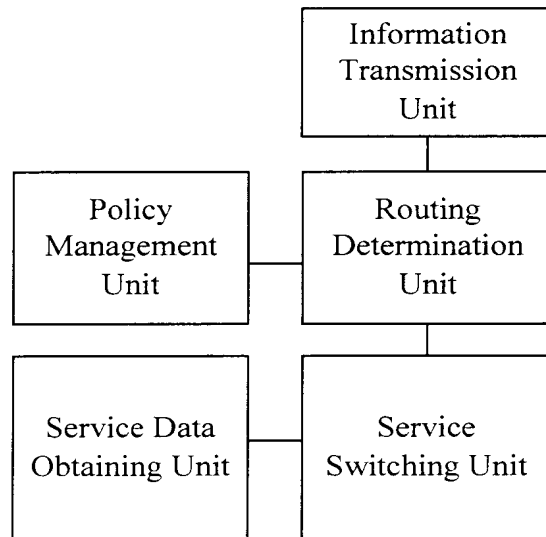 Information
Transmission
Unit
Policy
Management
Unit
Routing
Determination
Unit
Service Data
Obtaining Unit
Service
Switching Unit